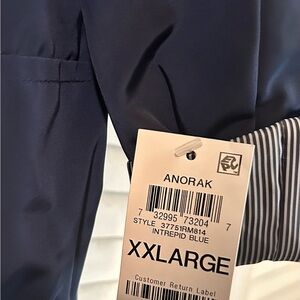 ANORAK
7 32995 73204 7
STYLE 37751RM814
INTREPID BLUE
XXLARGE
Customer Return Label